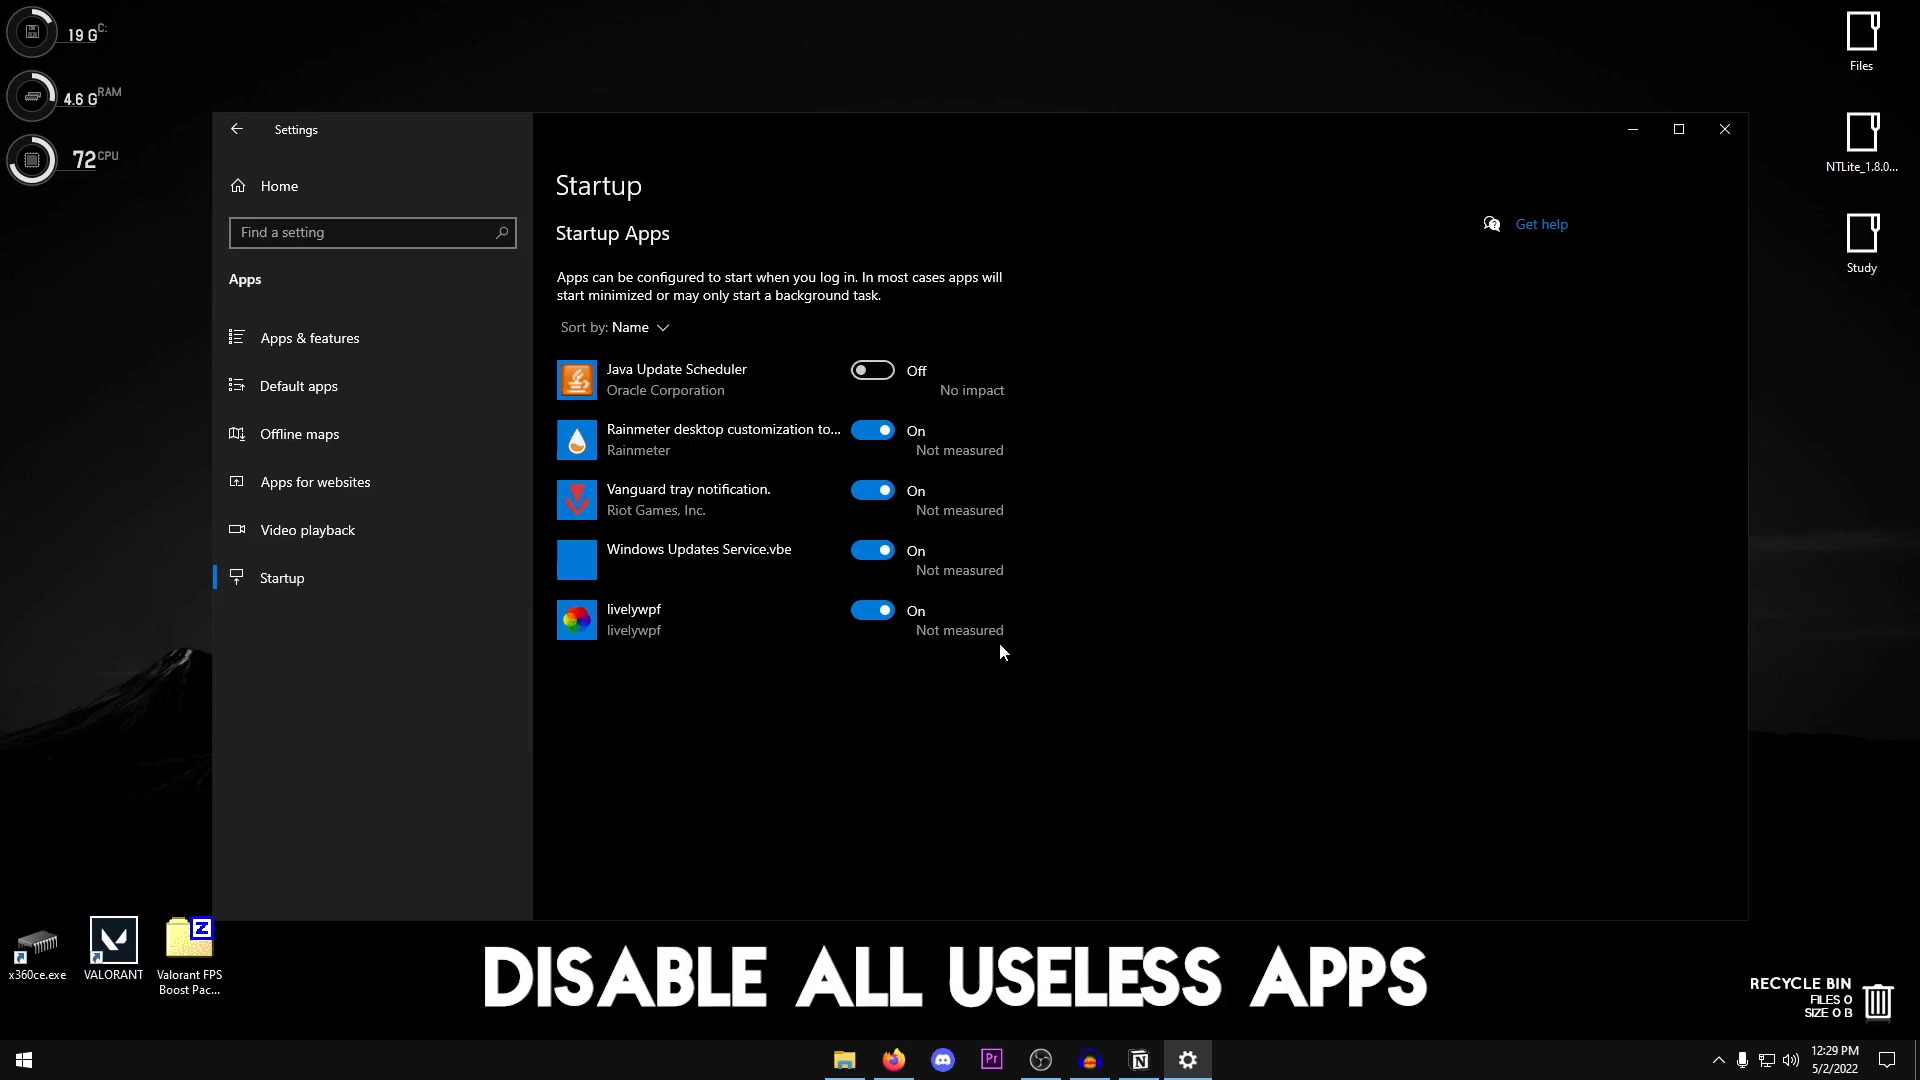 19 G C:
4.6 G RAM
72 CPU
Files
NTLite_1.8.0...
Study
Settings
Home
Find a setting
Apps
Apps & features
Default apps
Offline maps
Apps for websites
Video playback
Startup
Startup
Startup Apps
Get help
Apps can be configured to start when you log in. In most cases apps will
start minimized or may only start a background task.
Sort by: Name
Java Update Scheduler
Off
Oracle Corporation
No impact
Rainmeter desktop customization to...
On
Rainmeter
Not measured
Vanguard tray notification.
On
Riot Games, Inc.
Not measured
Windows Updates Service.vbe
On
Not measured
livelywpf
On
livelywpf
Not measured
x360ce.exe
VALORANT
Z
Valorant FPS
Boost Pac...
DISABLE ALL USELESS APPS
RECYCLE BIN
FILES 0
SIZE 0 B
Pr
N
12:29 PM
5/2/2022